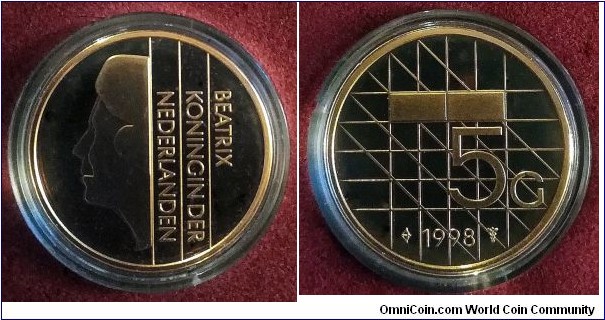 BEATRIX
KONINGIN DER
NEDERLANDEN
5G
1998
OmniCoin.com World Coin Community